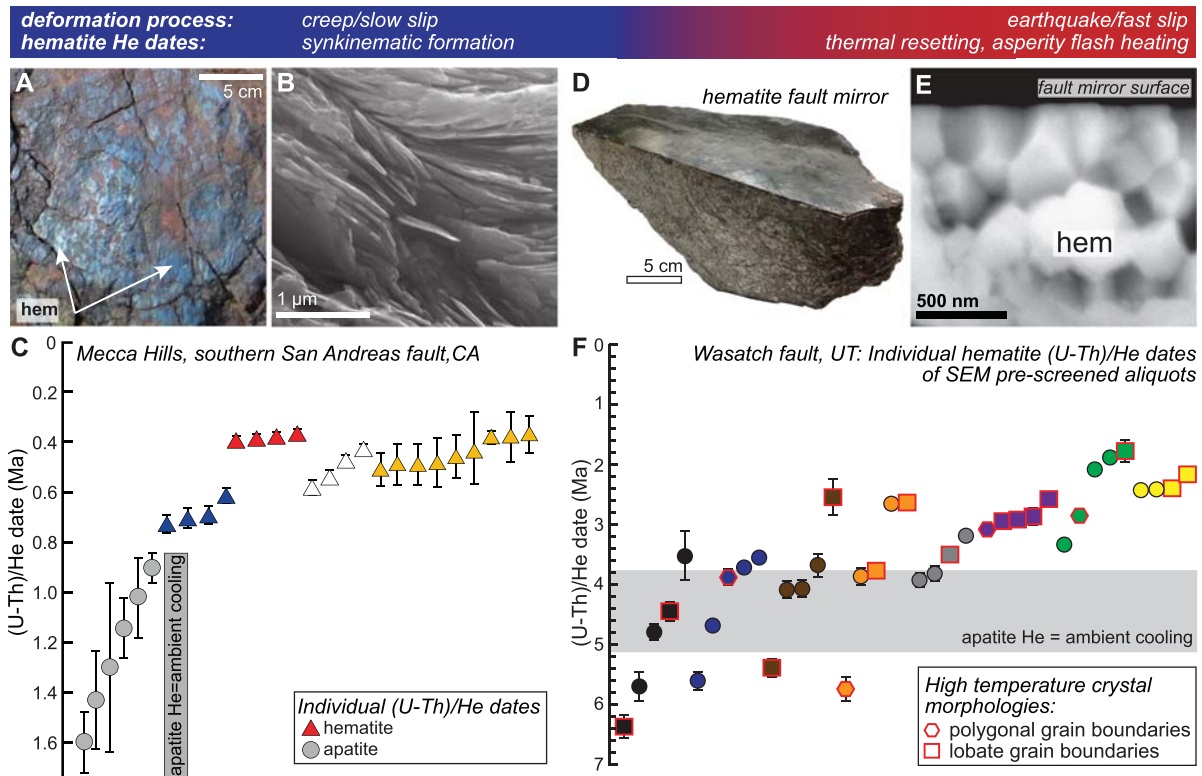 deformation process: creep/slow slip earthquake/fast slip
hematite He dates: synkinematic formation thermal resetting, asperity flash heating
A
5 cm
hem
B
1 µm
D
hematite fault mirror
5 cm
E
fault mirror surface
hem
500 nm
C
Mecca Hills, southern San Andreas fault,CA
(U-Th)/He date (Ma)
0
0.2
0.4
0.6
0.8
1.0
1.2
1.4
1.6
apatite He=ambient cooling
Individual (U-Th)/He dates
hematite
apatite
F
Wasatch fault, UT: Individual hematite (U-Th)/He dates
of SEM pre-screened aliquots
(U-Th)/He date (Ma)
0
1
2
3
4
5
6
7
apatite He = ambient cooling
High temperature crystal
morphologies:
polygonal grain boundaries
lobate grain boundaries